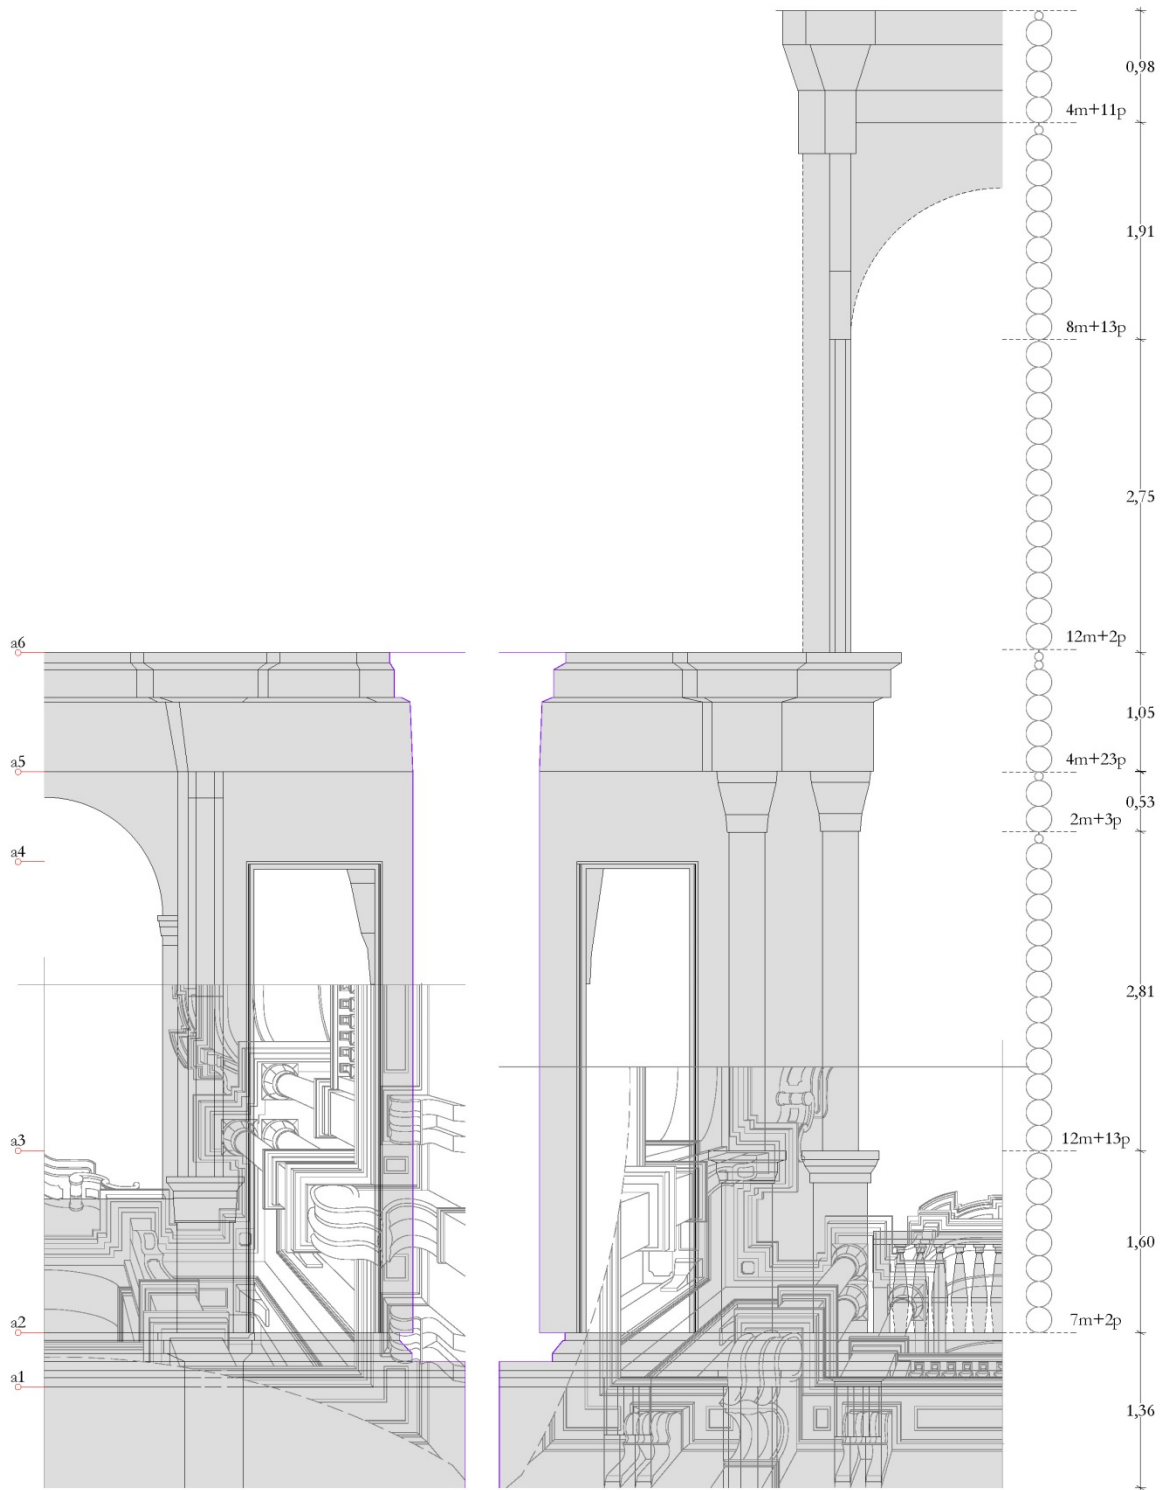 0,98
4m+11p
1,91
8m+13p
2,75
12m+2p
a6
1,05
4m+23p
a5
0,53
2m+3p
a4
2,81
12m+13p
a3
1,60
7m+2p
a2
a1
1,36